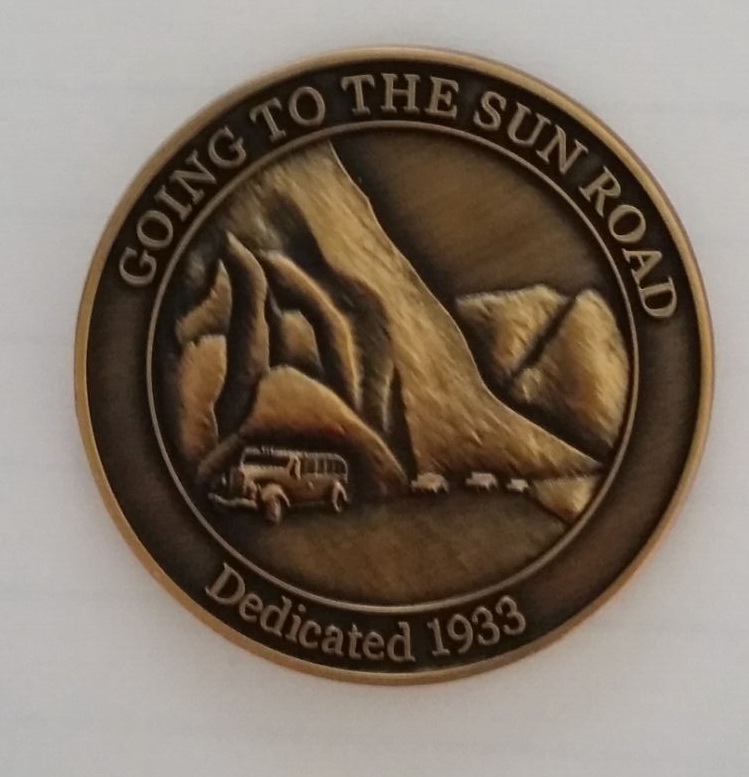 GOING TO THE SUN ROAD
Dedicated 1933